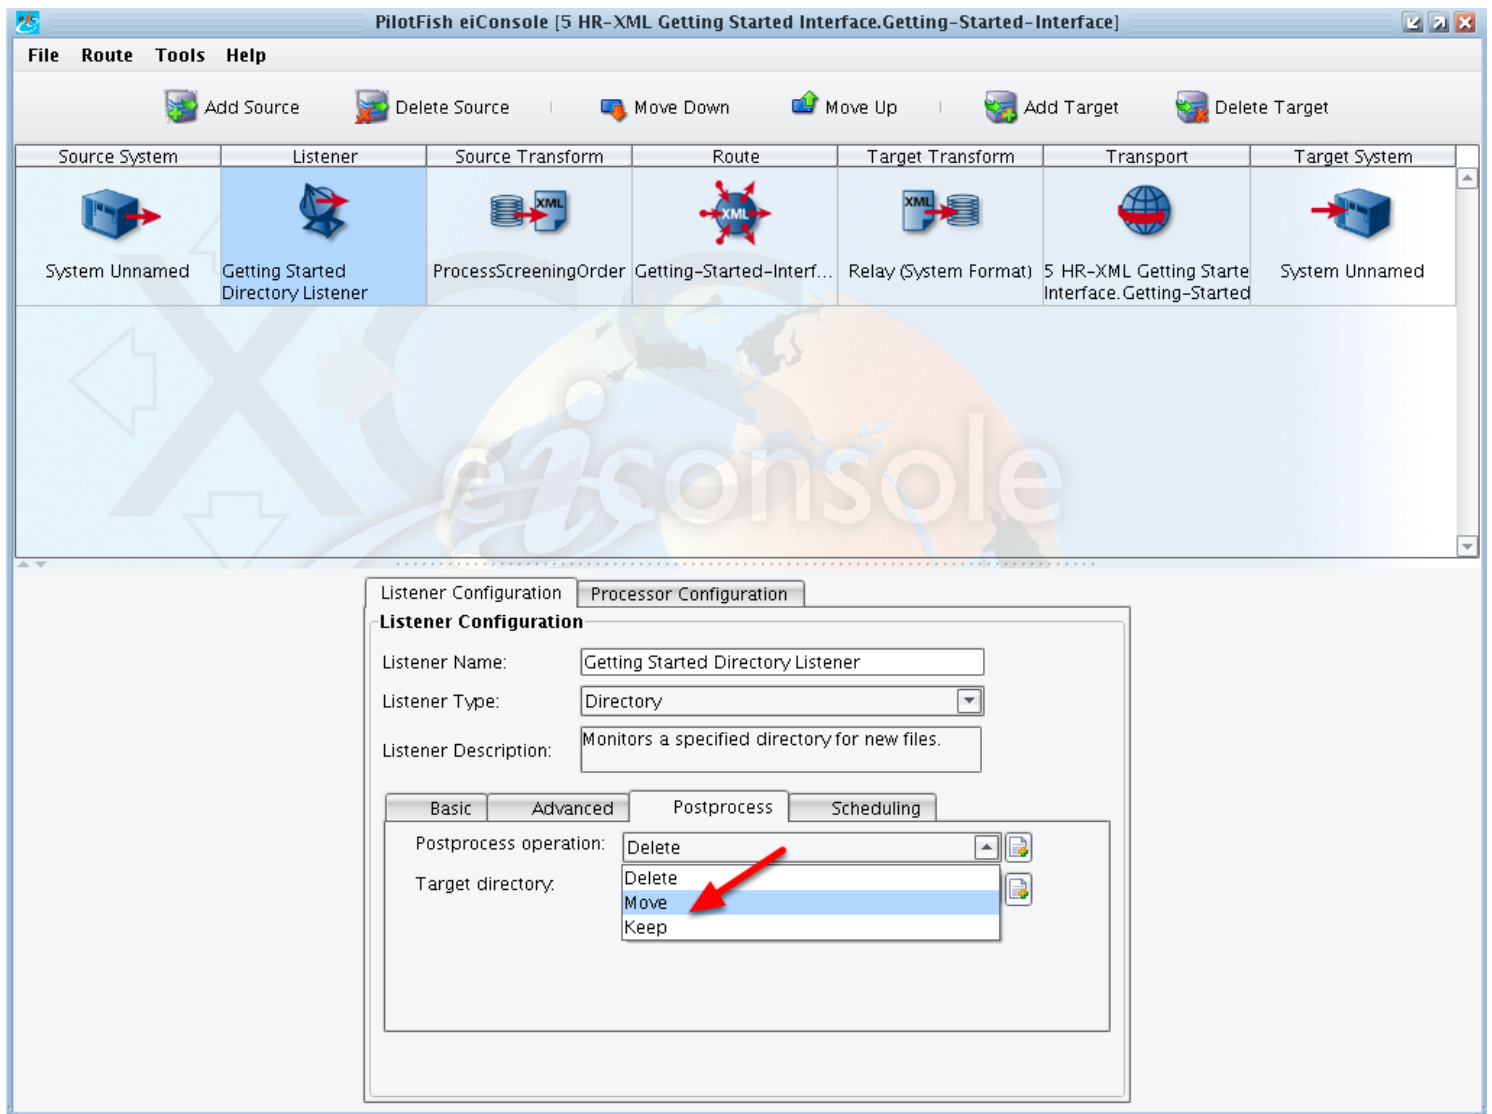 PilotFish eiConsole [5 HR-XML Getting Started Interface.Getting-Started-Interface]
File Route Tools Help
Add Source Delete Source Move Down Move Up Add Target Delete Target
Source System Listener Source Transform Route Target Transform Transport Target System
XML XML XML
System Unnamed Getting Started ProcessScreeningOrder Getting-Started-Interf... Relay (System Format) 5 HR-XML Getting Starte System Unnamed
Directory Listener Interface.Getting-Started
XCS
eiconsole
Listener Configuration Processor Configuration
Listener Configuration
Listener Name: Getting Started Directory Listener
Listener Type: Directory
Listener Description: Monitors a specified directory for new files.
Basic Advanced Postprocess Scheduling
Postprocess operation: Delete
Target directory: Delete
Move
Keep